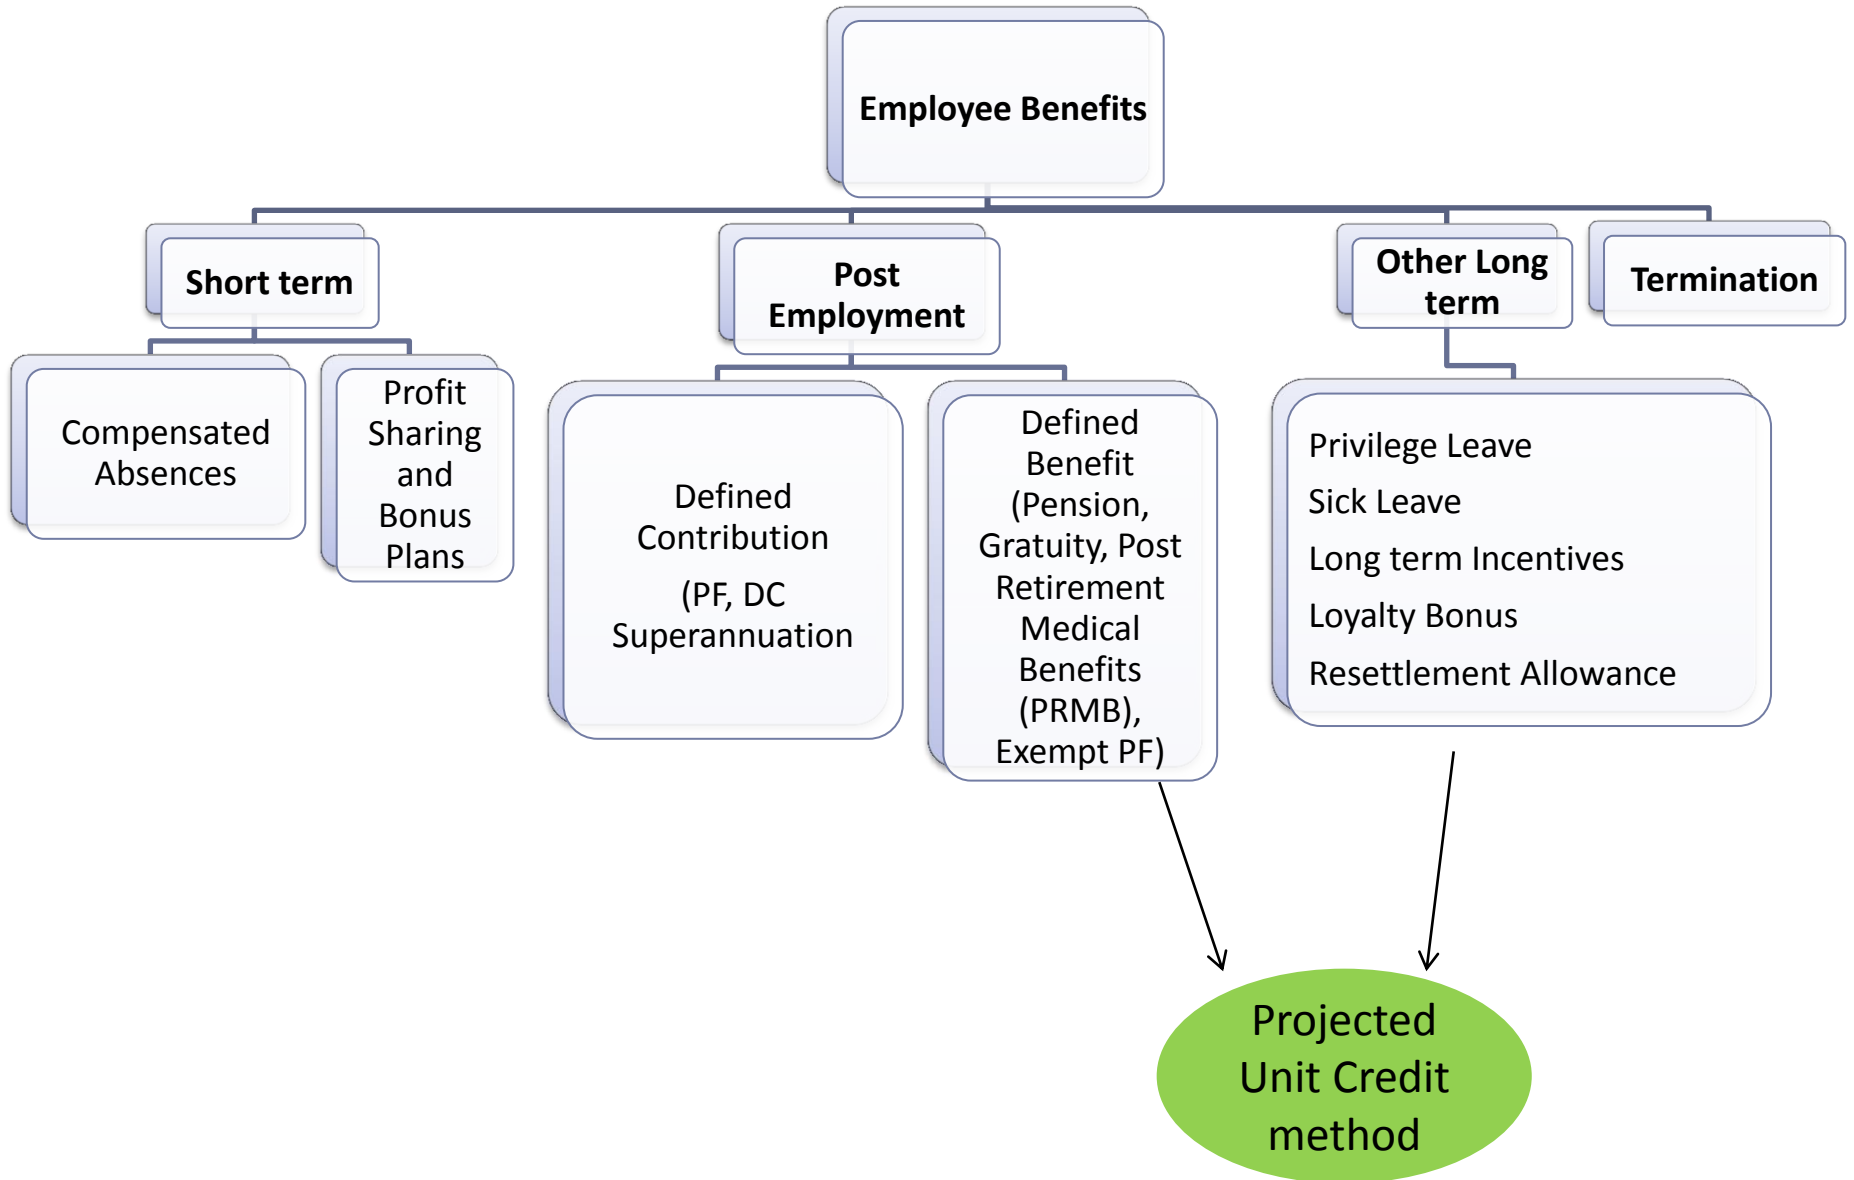 Employee Benefits
Short term
Post
Employment
Other Long
term
Termination
Compensated
Absences
Profit
Sharing
and
Bonus
Plans
Defined
Contribution
(PF, DC
Superannuation
Defined
Benefit
(Pension,
Gratuity, Post
Retirement
Medical
Benefits
(PRMB),
Exempt PF)
Privilege Leave
Sick Leave
Long term Incentives
Loyalty Bonus
Resettlement Allowance
Projected
Unit Credit
method